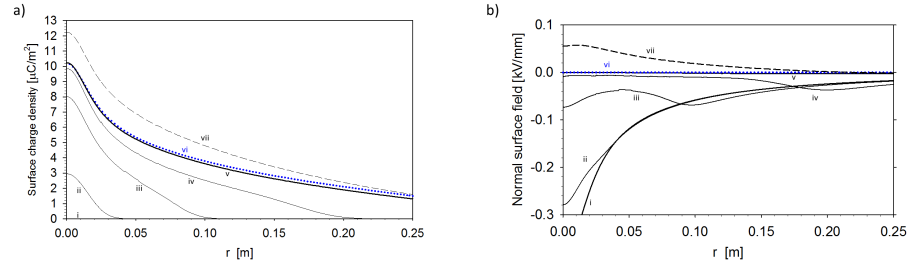 a)
Surface charge density [µC/m²]
13
12
11
10
9
8
7
6
5
4
3
2
1
0
vii
vi
v
iv
iii
ii
i
0.00 0.05 0.10 0.15 0.20 0.25
r [m]
b)
Normal surface field [kV/mm]
0.1
0.0
-0.1
-0.2
-0.3
vii
vi
v
iv
iii
ii
i
0.00 0.05 0.10 0.15 0.20 0.25
r [m]